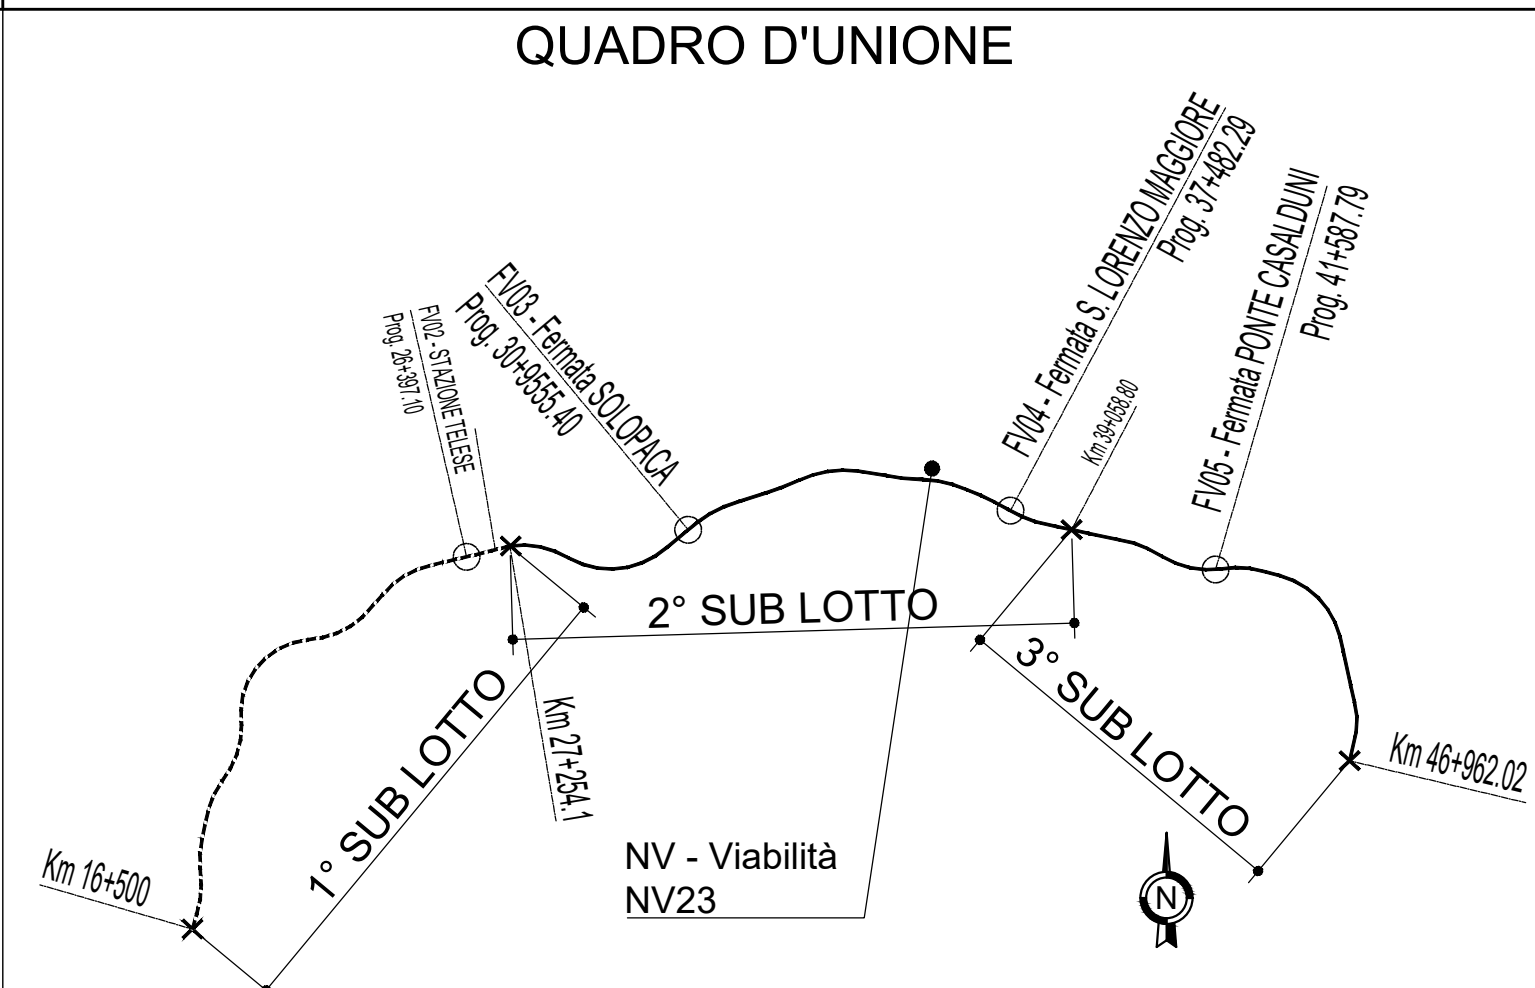 QUADRO D'UNIONE
FV02 - STAZIONE TELESE
Prog. 26+397.10
FV03 - Fermata SOLOPACA
Prog. 30+9555.40
FV04 - Fermata S. LORENZO MAGGIORE
Prog. 37+482.29
Km 39+058.80
FV05 - Fermata PONTE CASALDUNI
Prog. 41+587.79
2° SUB LOTTO
1° SUB LOTTO
3° SUB LOTTO
Km 27+254.1
Km 46+962.02
Km 16+500
NV - Viabilità
NV23
N